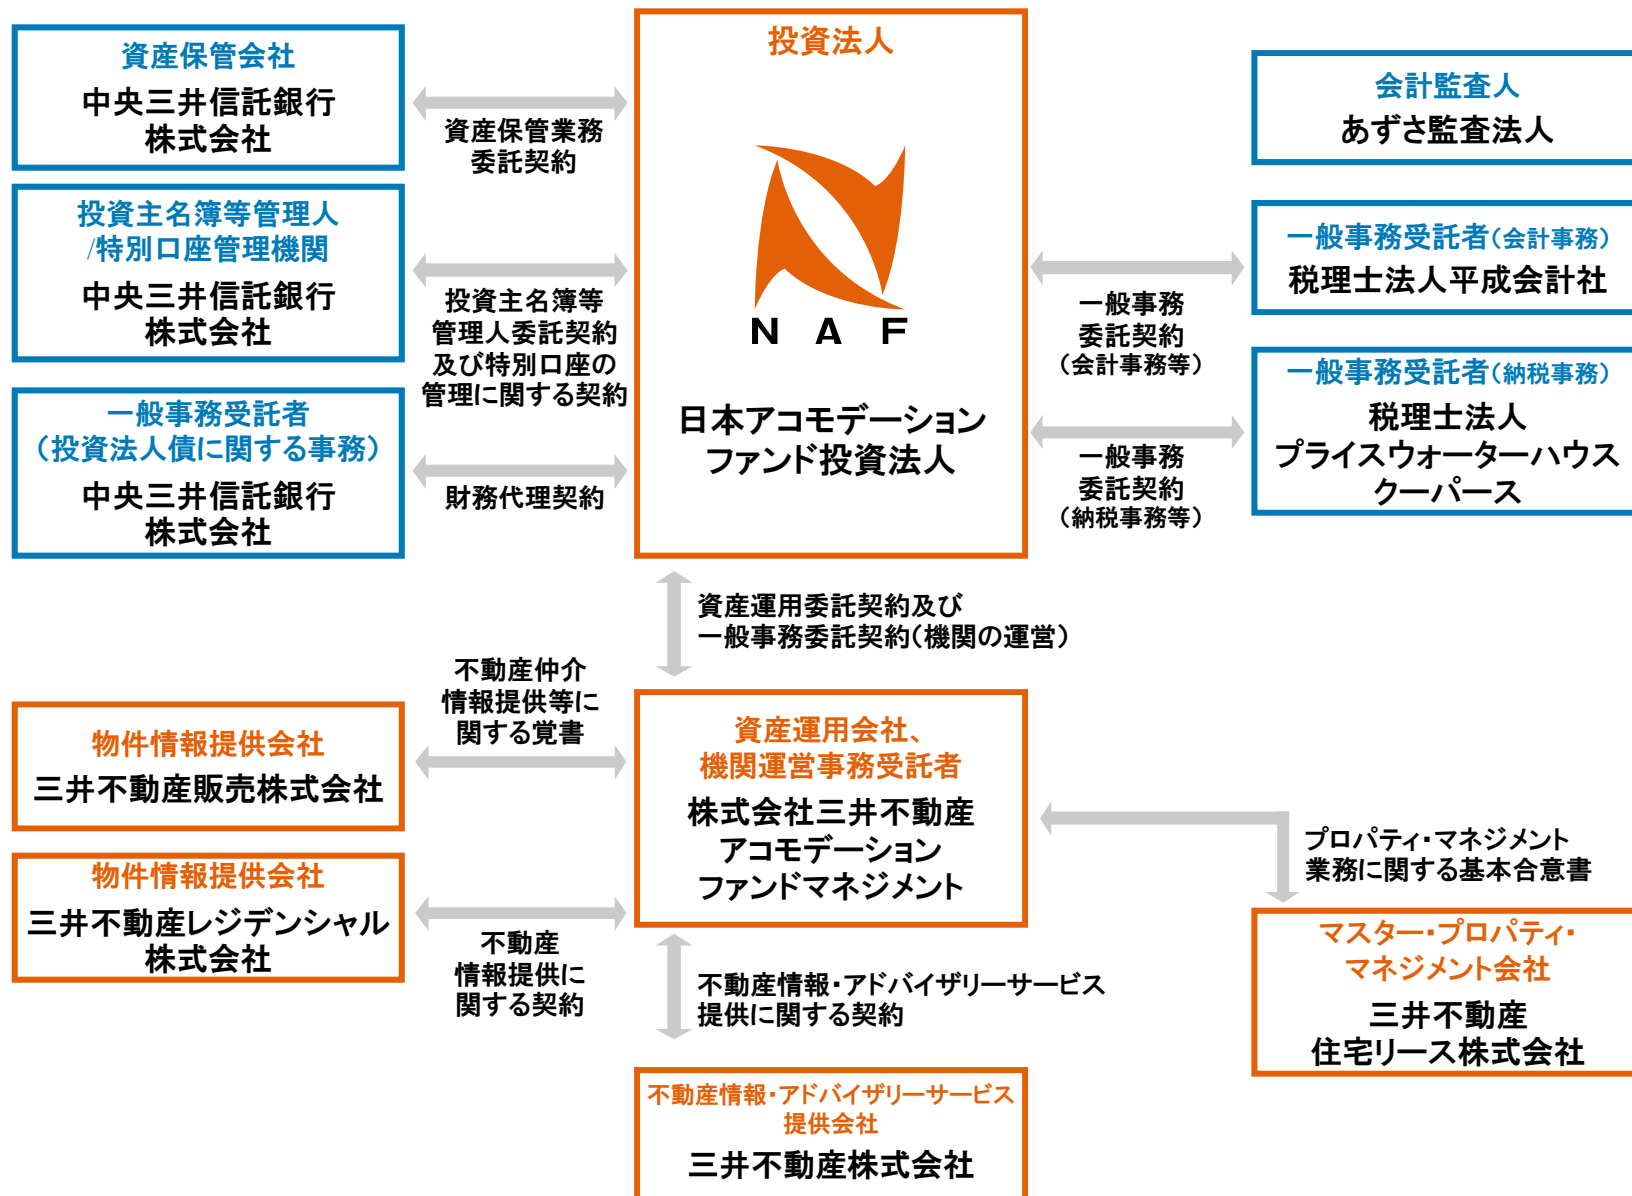 資産保管会社
中央三井信託銀行
株式会社
資産保管業務
委託契約
投資主名簿等管理人
/特別口座管理機関
中央三井信託銀行
株式会社
投資主名簿等
管理人委託契約
及び特別口座の
管理に関する契約
一般事務受託者
（投資法人債に関する事務）
中央三井信託銀行
株式会社
財務代理契約
投資法人
NAF
日本アコモデーション
ファンド投資法人
会計監査人
あずさ監査法人
一般事務受託者（会計事務）
税理士法人平成会計社
一般事務
委託契約
（会計事務等）
一般事務受託者（納税事務）
税理士法人
プライスウォーターハウス
クーパース
一般事務
委託契約
（納税事務等）
資産運用委託契約及び
一般事務委託契約（機関の運営）
不動産仲介
情報提供等に
関する覚書
物件情報提供会社
三井不動産販売株式会社
物件情報提供会社
三井不動産レジデンシャル
株式会社
不動産
情報提供に
関する契約
資産運用会社、
機関運営事務受託者
株式会社三井不動産
アコモデーション
ファンドマネジメント
プロパティ・マネジメント
業務に関する基本合意書
マスター・プロパティ・
マネジメント会社
三井不動産
住宅リース株式会社
不動産情報・アドバイザリーサービス
提供に関する契約
不動産情報・アドバイザリーサービス
提供会社
三井不動産株式会社